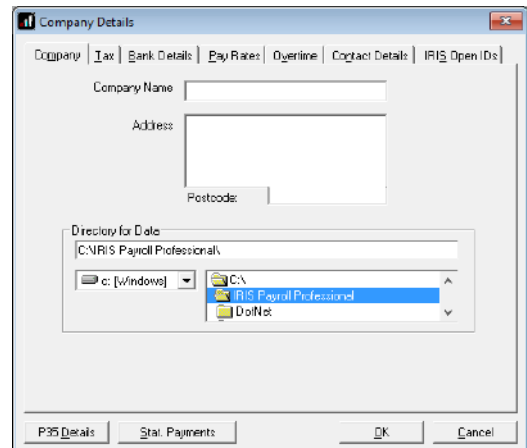 Company Details
Company Tax Bank Details Pay Rates Overtime Contact Details IRIS Open IDs
Company Name
Address
Postcode:
Directory for Data
C:\IRIS Payroll Professional\
c: [Windows] C:\
IRIS Payroll Professional
DotNet
P35 Details Stat. Payments OK Cancel